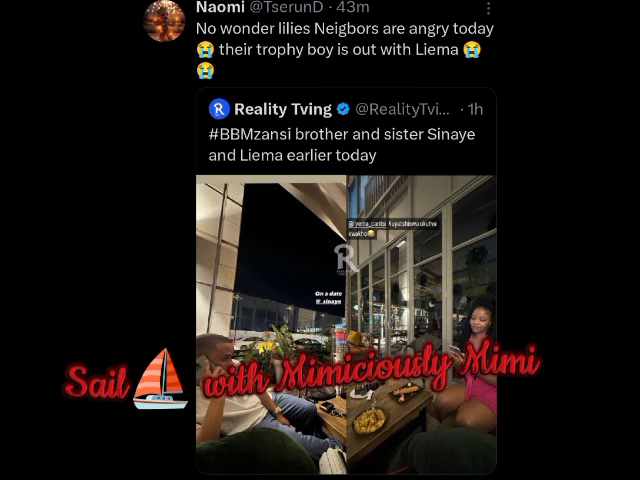 Naomi @TserunD · 43m
No wonder lilies Neigbors are angry today
😭 their trophy boy is out with Liema 😭
😭
Reality Tving @RealityTvi... · 1h
#BBMzansi brother and sister Sinaye
and Liema earlier today
kwakho😂
R
On a date
@_sinaye
Sail ⛵ with Mimiciously Mimi